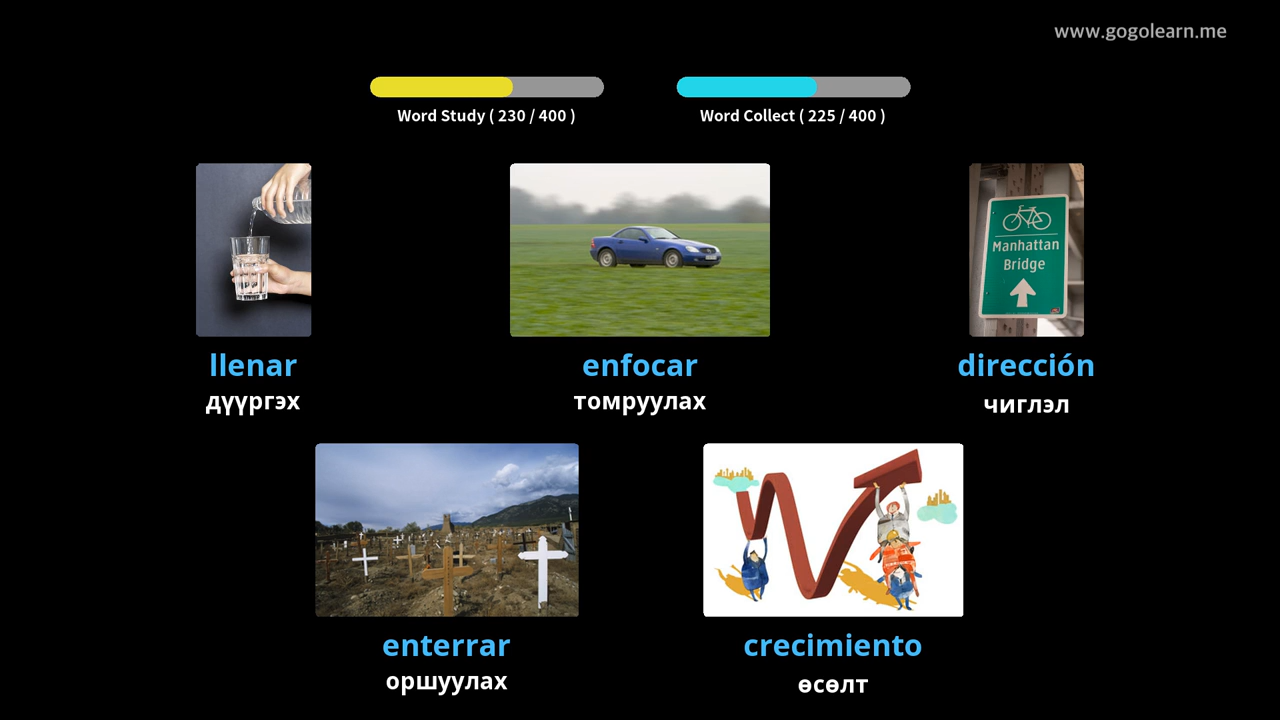 www.gogolearn.me
Word Study ( 230 / 400 )
Word Collect ( 225 / 400 )
Manhattan
Bridge
llenar
enfocar
dirección
дүүргэх
томруулах
чиглэл
enterrar
crecimiento
оршуулах
өсөлт